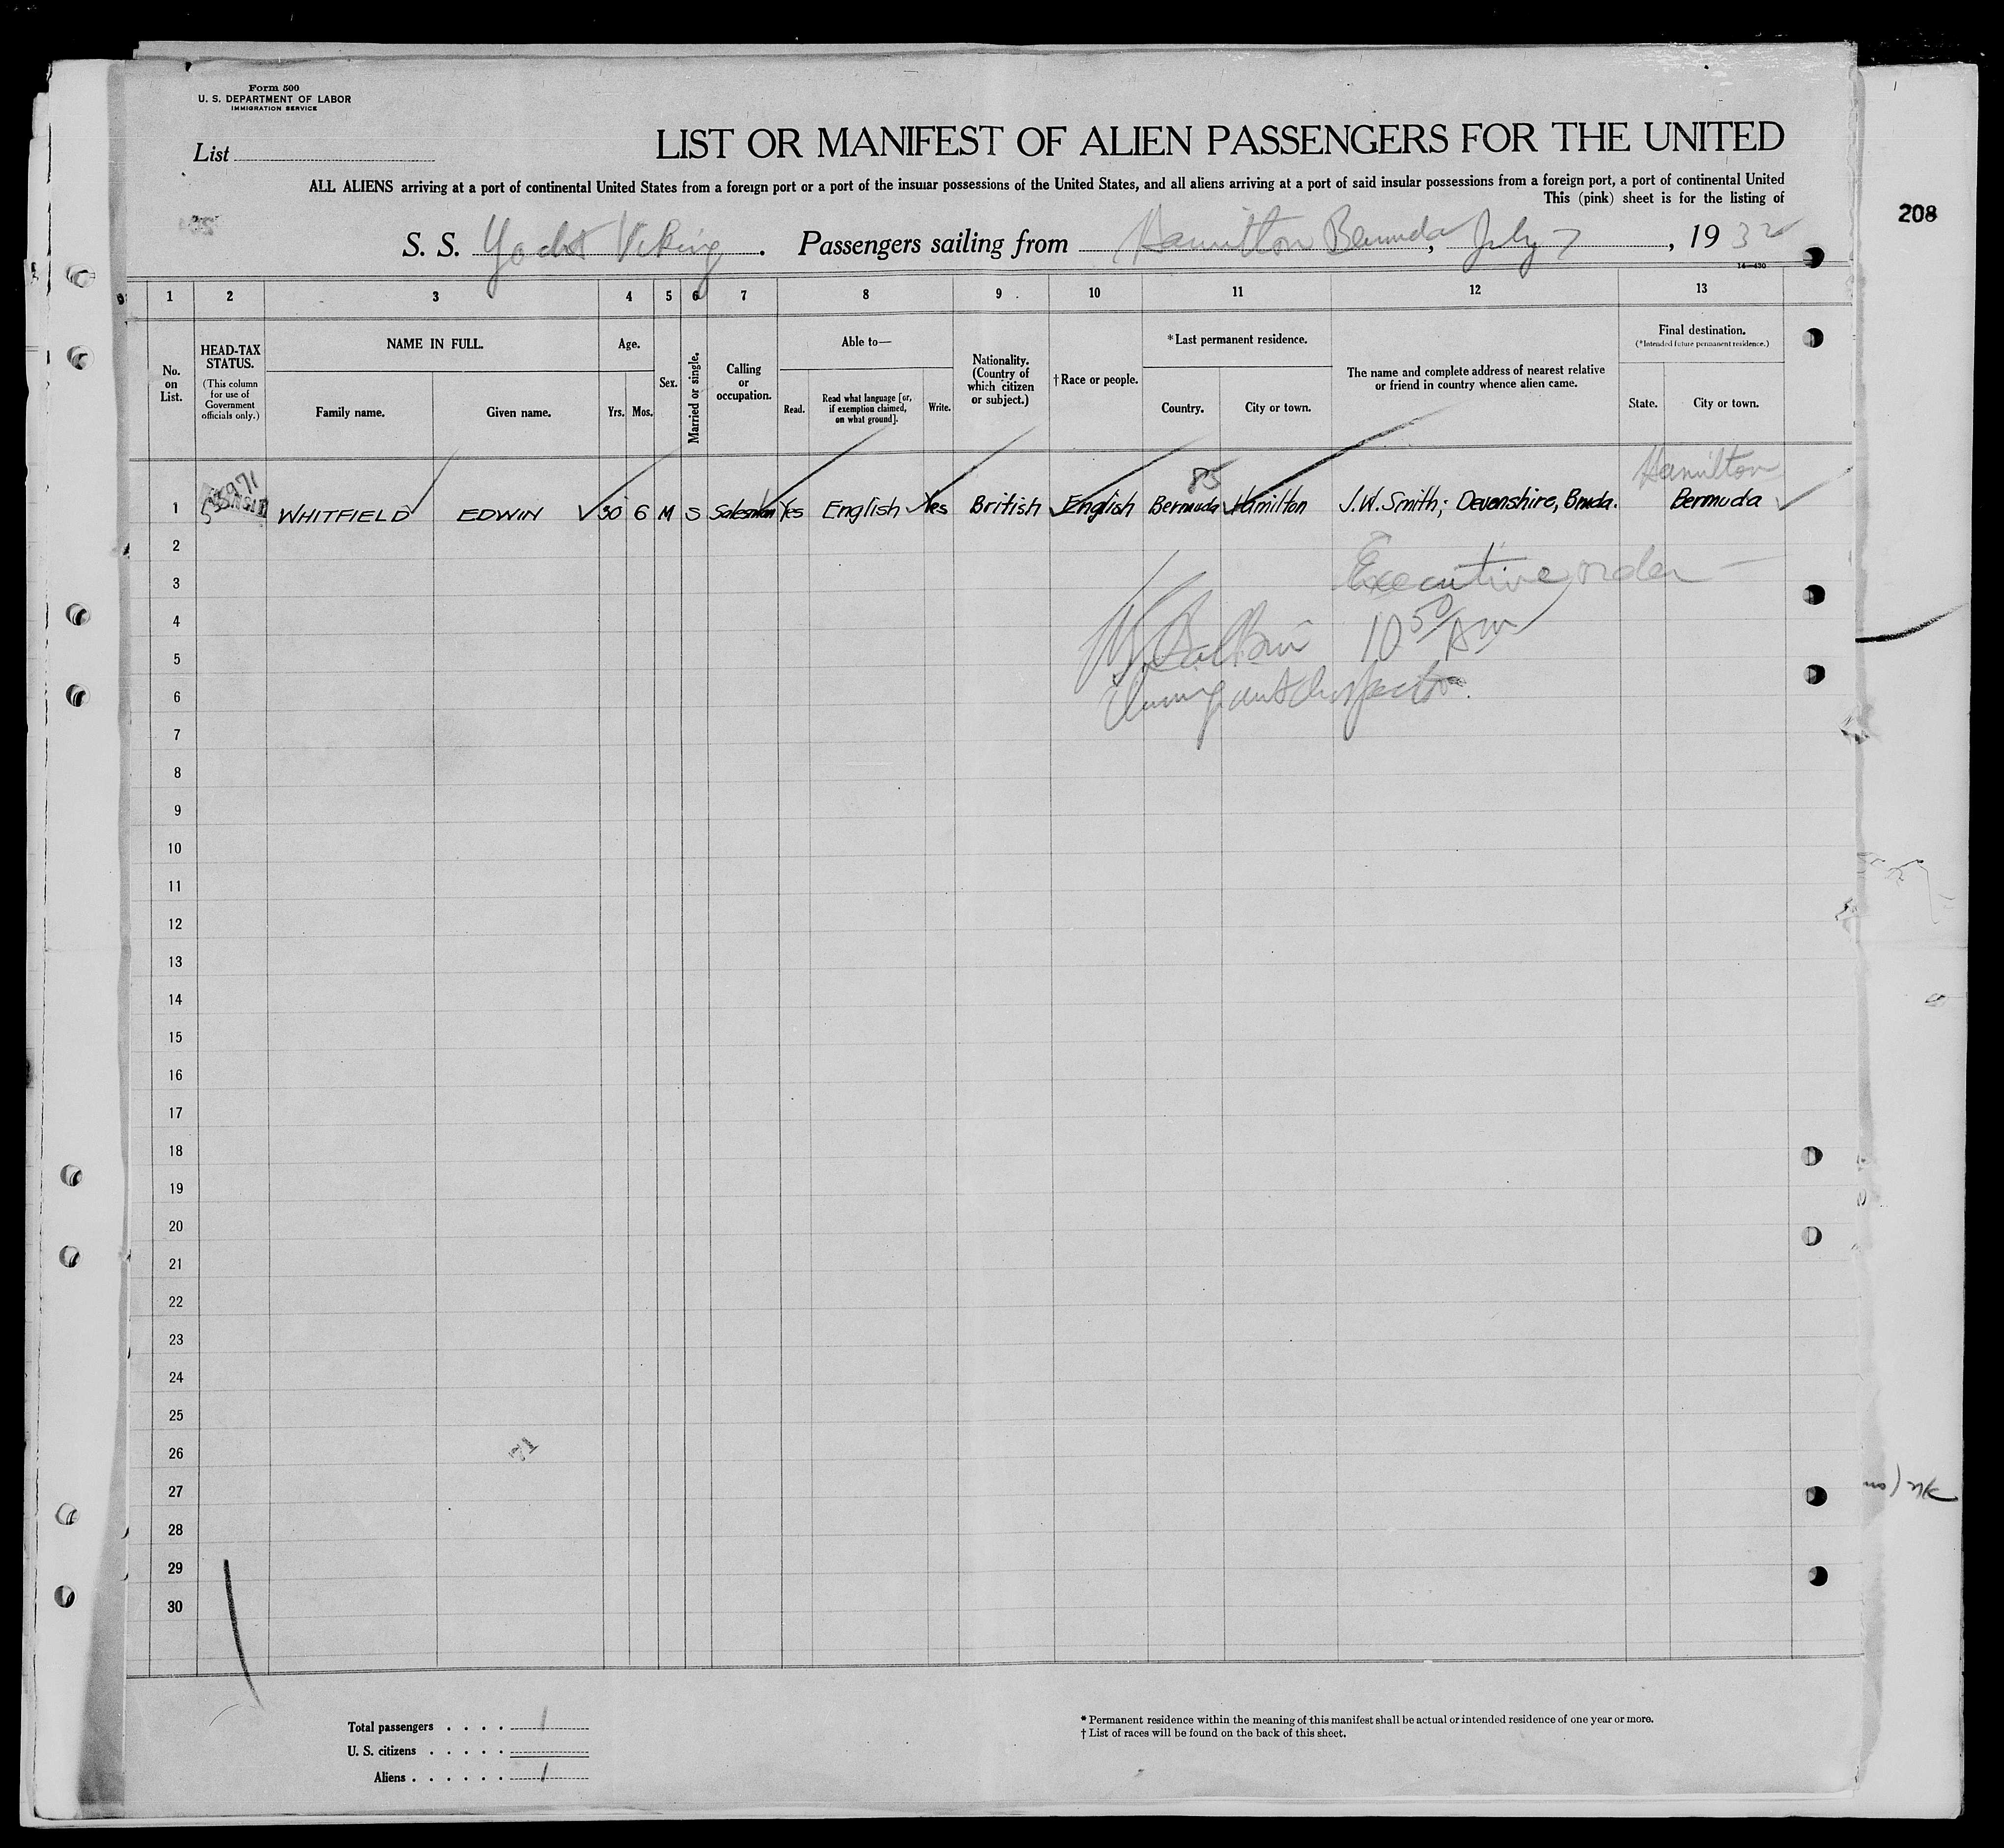 Form 500
U. S. DEPARTMENT OF LABOR
IMMIGRATION SERVICE
List
LIST OR MANIFEST OF ALIEN PASSENGERS FOR THE UNITED
ALL ALIENS arriving at a port of continental United States from a foreign port or a port of the insular possessions of the United States, and all aliens arriving at a port of said insular possessions from a foreign port, a port of continental United
This (pink) sheet is for the listing of
208
S. S. Yacht Viking. Passengers sailing from Hamilton Bermuda, July 7, 1932
14—430
1 2 3 4 5 6 7 8 9 10 11 12 13
No. on List.
HEAD-TAX STATUS.
(This column for use of Government officials only.)
NAME IN FULL.
Family name. Given name.
Age.
Yrs. Mos.
Sex.
Married or single.
Calling or occupation.
Able to—
Read. Read what language [or, if exemption claimed, on what ground]. Write.
Nationality. (Country of which citizen or subject.)
†Race or people.
*Last permanent residence.
Country. City or town.
The name and complete address of nearest relative or friend in country whence alien came.
Final destination.
(*Intended future permanent residence.)
State. City or town.
85 Hamilton
1 WHITFIELD EDWIN 30 6 M S Salesman Yes English Yes British English Bermuda Hamilton J.W. Smith; Devonshire, Bmda. Bermuda
2
3 Executive order
4 10 50/AM
5
6 Immigrant Inspector.
7
8
9
10
11
12
13
14
15
16
17
18
19
20
21
22
23
24
25
26
27
28
29
30
Total passengers . . . . 1
U. S. citizens . . . . .
Aliens . . . . . . 1
* Permanent residence within the meaning of this manifest shall be actual or intended residence of one year or more.
† List of races will be found on the back of this sheet.